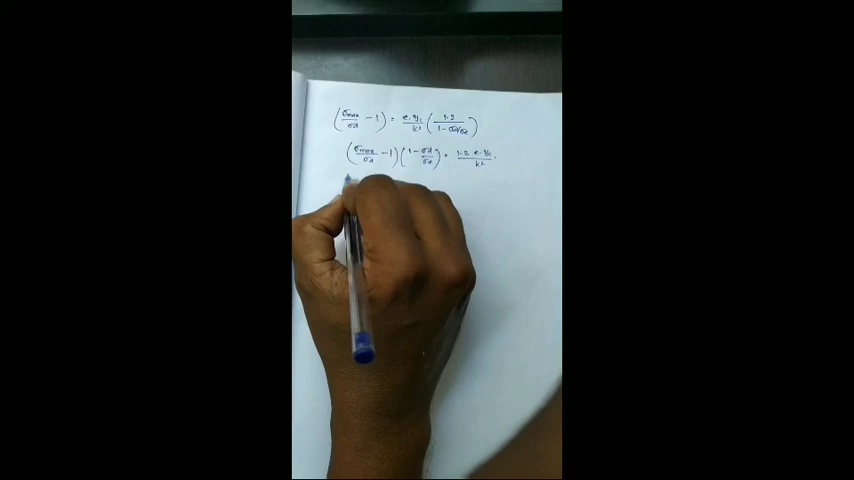 (σmax/σd − 1) = e.yc/k² (1.2/1 − σd/σe)
(σmax/σd − 1)(1 − σd/σe) = 1.2 e.yc/k².